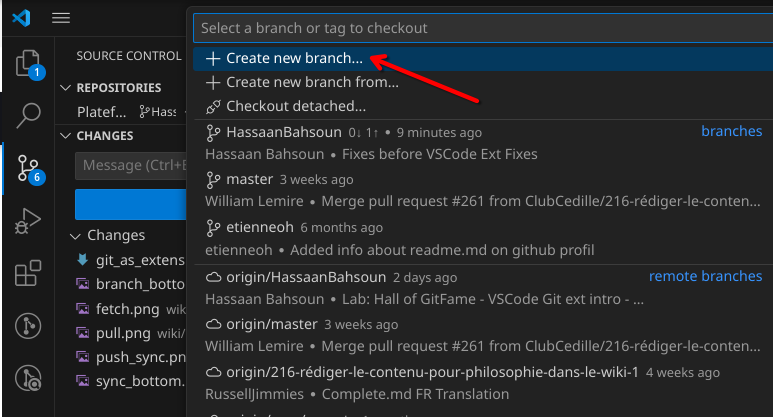 Select a branch or tag to checkout
+ Create new branch...
+ Create new branch from...
Checkout detached...
HassaanBahsoun 0↓ 1↑ • 9 minutes ago branches
Hassaan Bahsoun • Fixes before VSCode Ext Fixes
master 3 weeks ago
William Lemire • Merge pull request #261 from ClubCedille/216-rédiger-le-conten...
etienneoh 6 months ago
etienneoh • Added info about readme.md on github profil
origin/HassaanBahsoun 2 days ago remote branches
Hassaan Bahsoun • Lab: Hall of GitFame - VSCode Git ext intro - ...
origin/master 3 weeks ago
William Lemire • Merge pull request #261 from ClubCedille/216-rédiger-le-conten...
origin/216-rédiger-le-contenu-pour-philosophie-dans-le-wiki-1 4 weeks ago
RussellJimmies • Complete.md FR Translation
SOURCE CONTROL
REPOSITORIES
Platef... Hass
CHANGES
Message (Ctrl+E
Changes
git_as_extens
branch_bottom
fetch.png wiki
pull.png wiki/
push_sync.pn
sync_bottom.
1
6